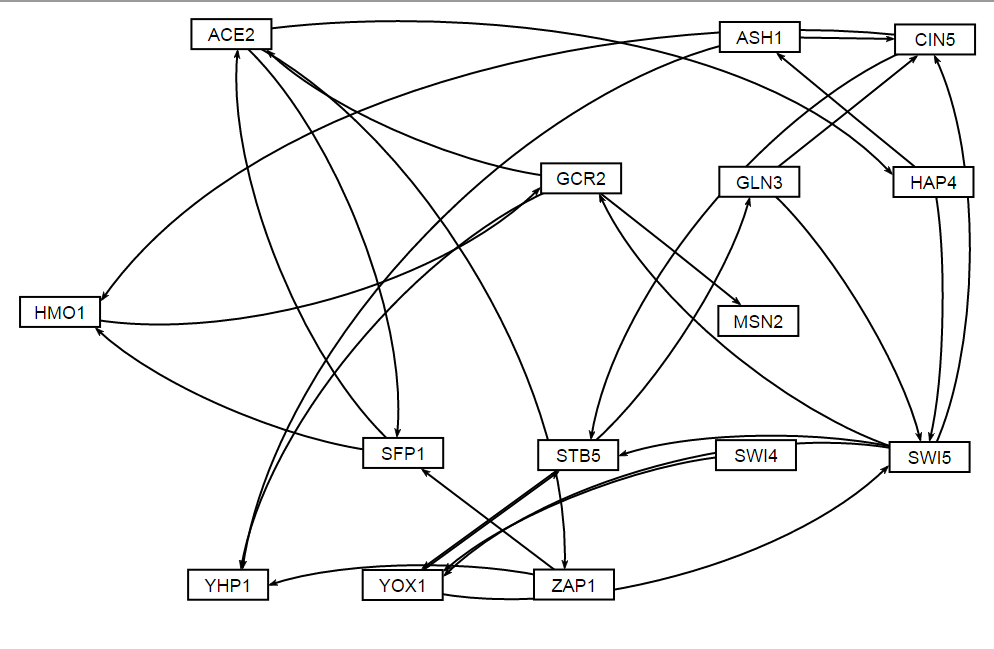 ACE2
ASH1
CIN5
GCR2
GLN3
HAP4
HMO1
MSN2
SFP1
STB5
SWI4
SWI5
YHP1
YOX1
ZAP1